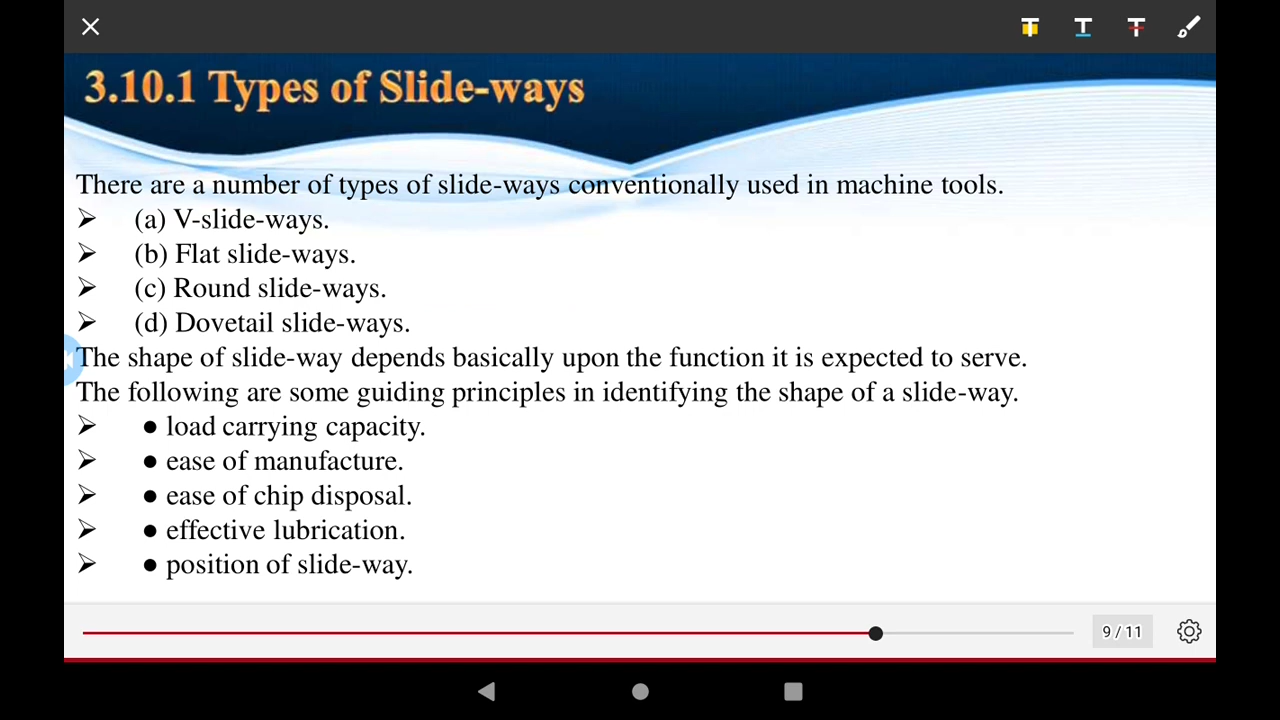 3.10.1 Types of Slide-ways
There are a number of types of slide-ways conventionally used in machine tools.
➢ (a) V-slide-ways.
➢ (b) Flat slide-ways.
➢ (c) Round slide-ways.
➢ (d) Dovetail slide-ways.
The shape of slide-way depends basically upon the function it is expected to serve.
The following are some guiding principles in identifying the shape of a slide-way.
➢ ● load carrying capacity.
➢ ● ease of manufacture.
➢ ● ease of chip disposal.
➢ ● effective lubrication.
➢ ● position of slide-way.
9 / 11